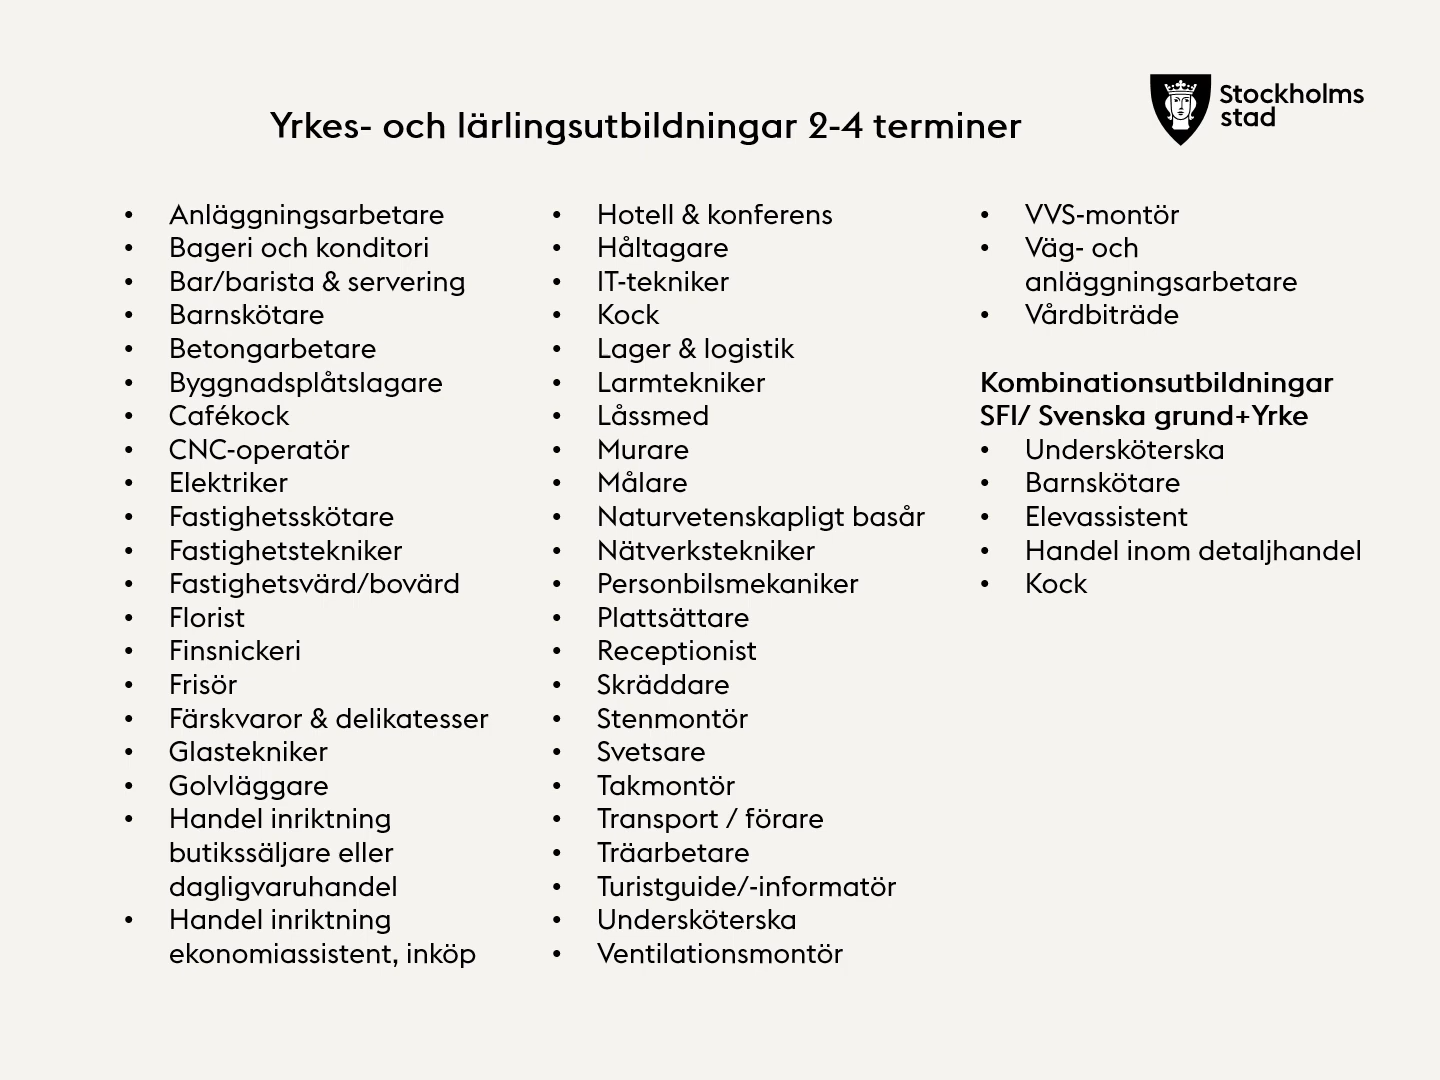 Yrkes- och lärlingsutbildningar 2-4 terminer
Stockholms
stad
• Anläggningsarbetare
• Bageri och konditori
• Bar/barista & servering
• Barnskötare
• Betongarbetare
• Byggnadsplåtslagare
• Cafékock
• CNC-operatör
• Elektriker
• Fastighetsskötare
• Fastighetstekniker
• Fastighetsvärd/bovärd
• Florist
• Finsnickeri
• Frisör
• Färskvaror & delikatesser
• Glastekniker
• Golvläggare
• Handel inriktning
butikssäljare eller
dagligvaruhandel
• Handel inriktning
ekonomiassistent, inköp
• Hotell & konferens
• Håltagare
• IT-tekniker
• Kock
• Lager & logistik
• Larmtekniker
• Låssmed
• Murare
• Målare
• Naturvetenskapligt basår
• Nätverkstekniker
• Personbilsmekaniker
• Plattsättare
• Receptionist
• Skräddare
• Stenmontör
• Svetsare
• Takmontör
• Transport / förare
• Träarbetare
• Turistguide/-informatör
• Undersköterska
• Ventilationsmontör
• VVS-montör
• Väg- och
anläggningsarbetare
• Vårdbiträde
Kombinationsutbildningar
SFI/ Svenska grund+Yrke
• Undersköterska
• Barnskötare
• Elevassistent
• Handel inom detaljhandel
• Kock